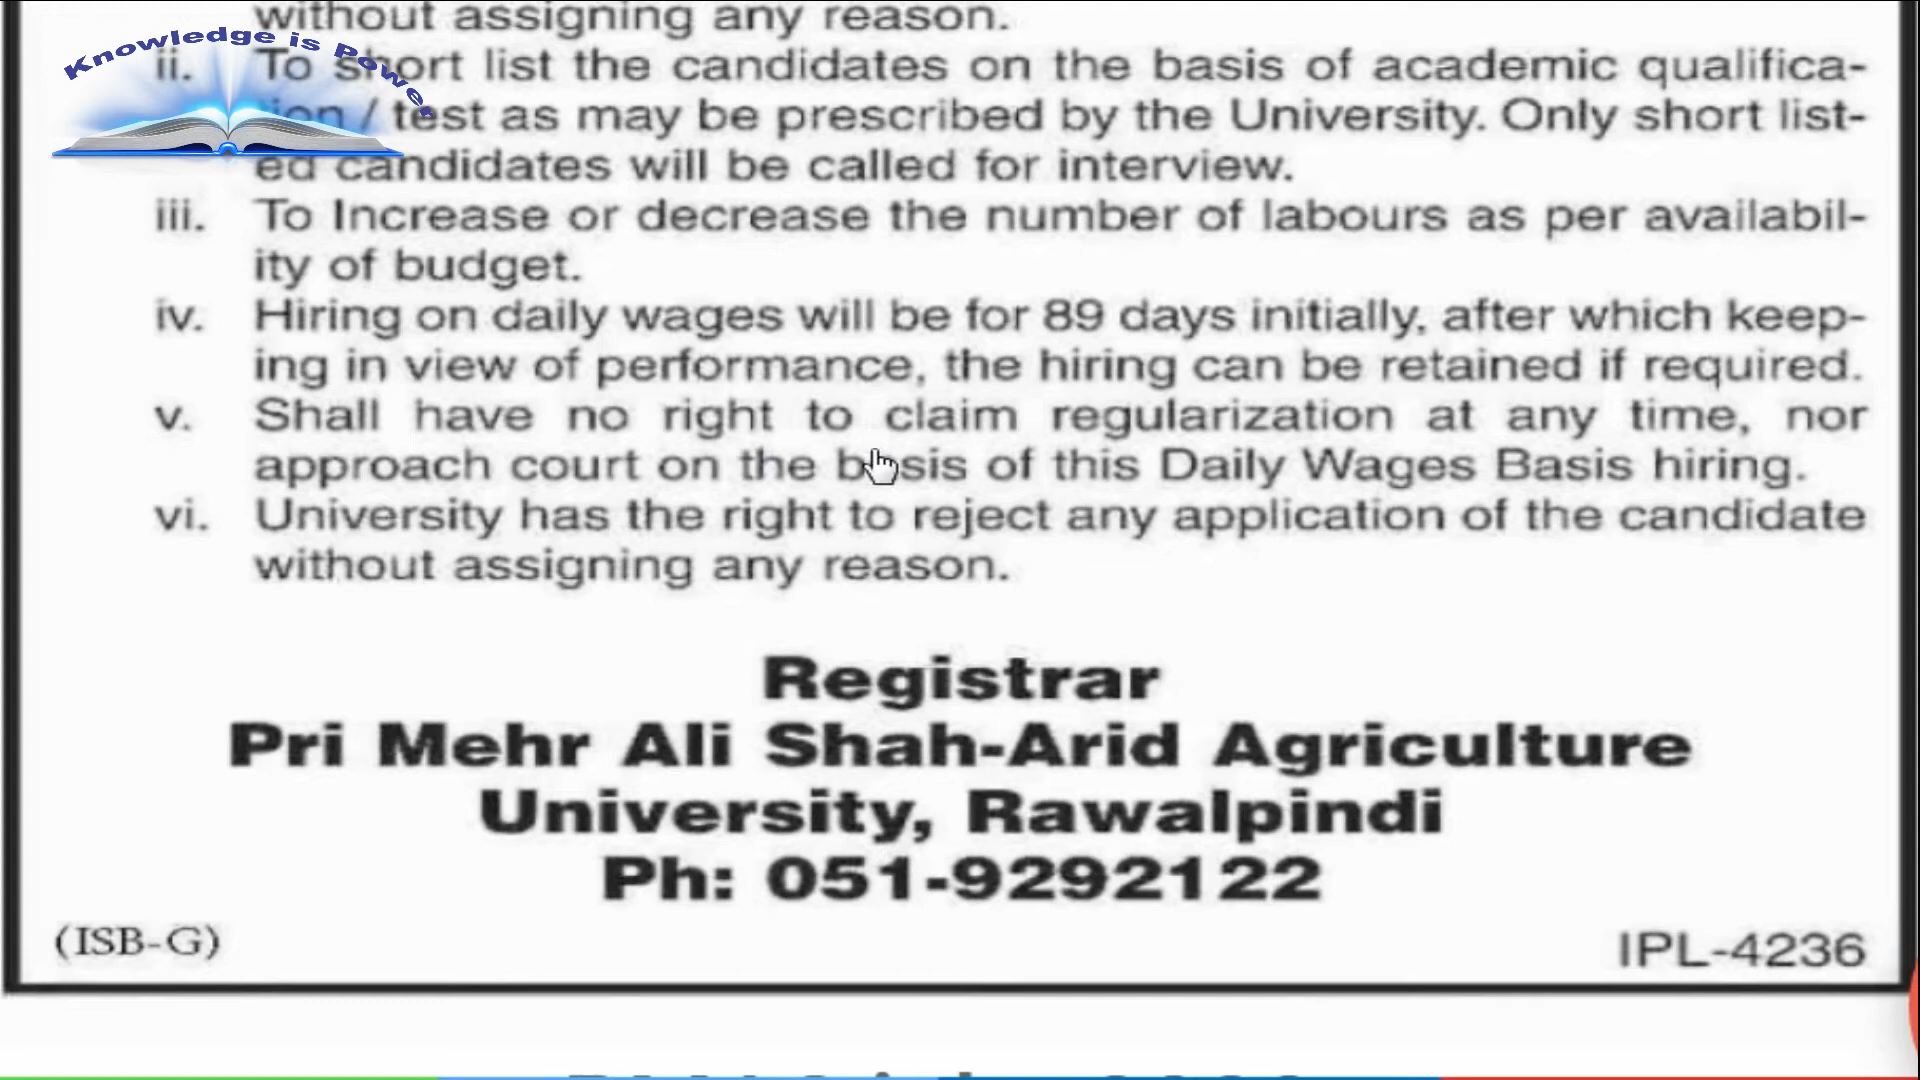 without assigning any reason.
Knowledge is Power
ii. To short list the candidates on the basis of academic qualifica-
tion / test as may be prescribed by the University. Only short list-
ed candidates will be called for interview.
iii. To Increase or decrease the number of labours as per availabil-
ity of budget.
iv. Hiring on daily wages will be for 89 days initially, after which keep-
ing in view of performance, the hiring can be retained if required.
v. Shall have no right to claim regularization at any time, nor
approach court on the basis of this Daily Wages Basis hiring.
vi. University has the right to reject any application of the candidate
without assigning any reason.
Registrar
Pri Mehr Ali Shah-Arid Agriculture
University, Rawalpindi
Ph: 051-9292122
(ISB-G)
IPL-4236